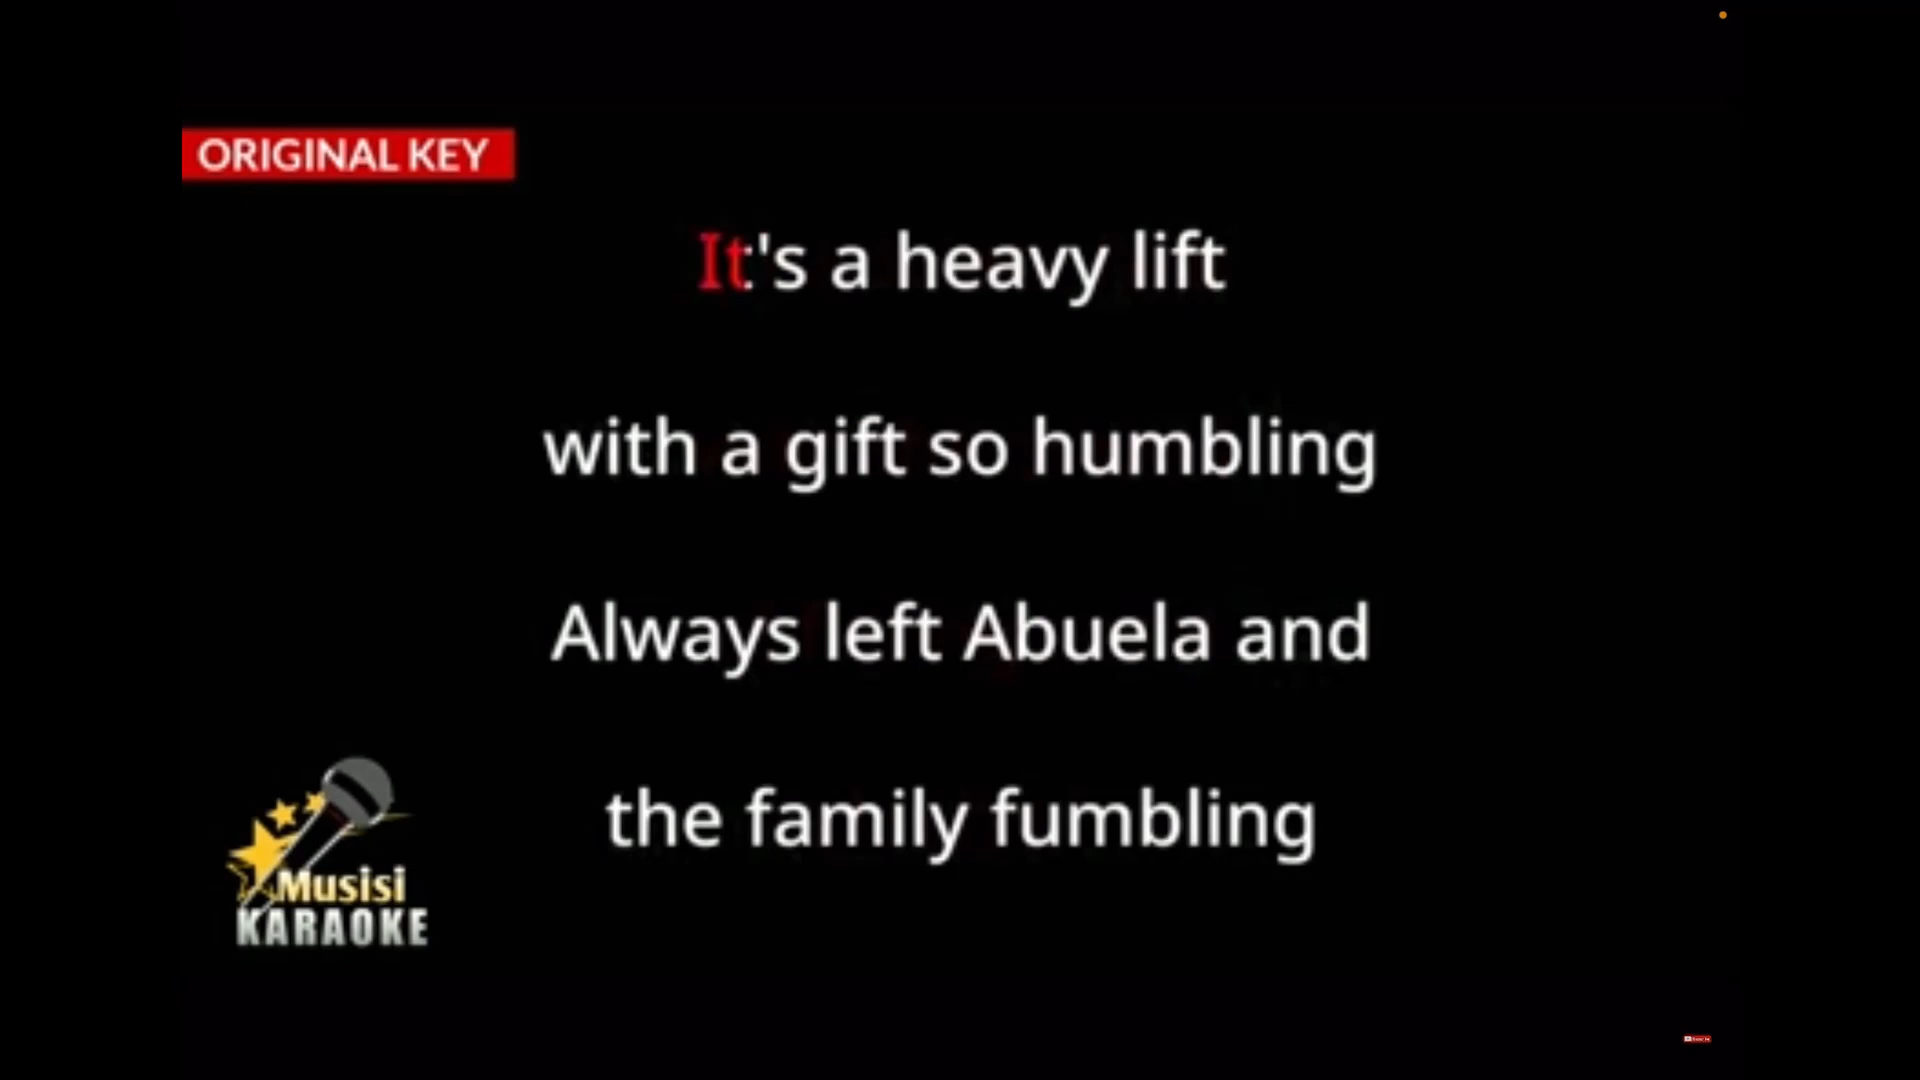 ORIGINAL KEY
It's a heavy lift
with a gift so humbling
Always left Abuela and
the family fumbling
Musisi
KARAOKE